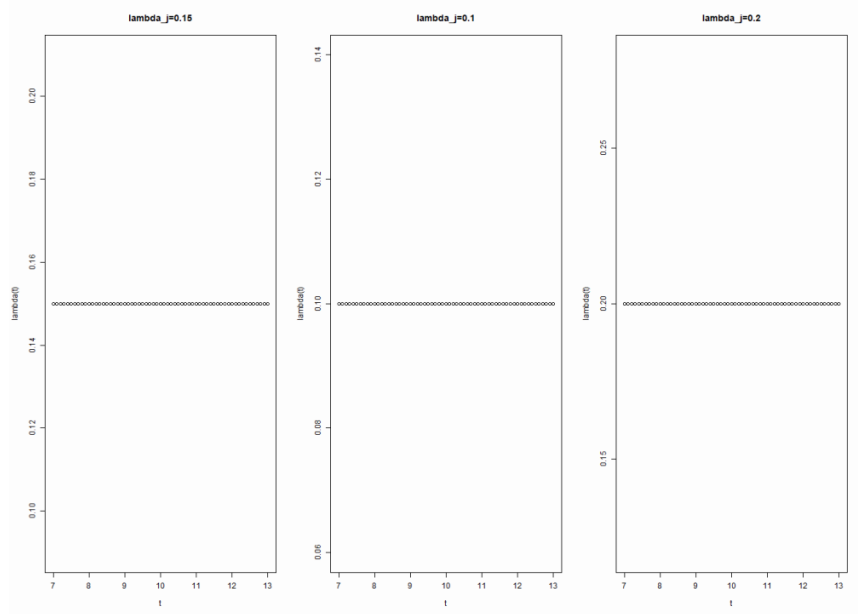 lambda_j=0.15
lambda(t)
0.20
0.18
0.16
0.14
0.12
0.10
7 8 9 10 11 12 13
t
lambda_j=0.1
lambda(t)
0.14
0.12
0.10
0.08
0.06
7 8 9 10 11 12 13
t
lambda_j=0.2
lambda(t)
0.25
0.20
0.15
7 8 9 10 11 12 13
t